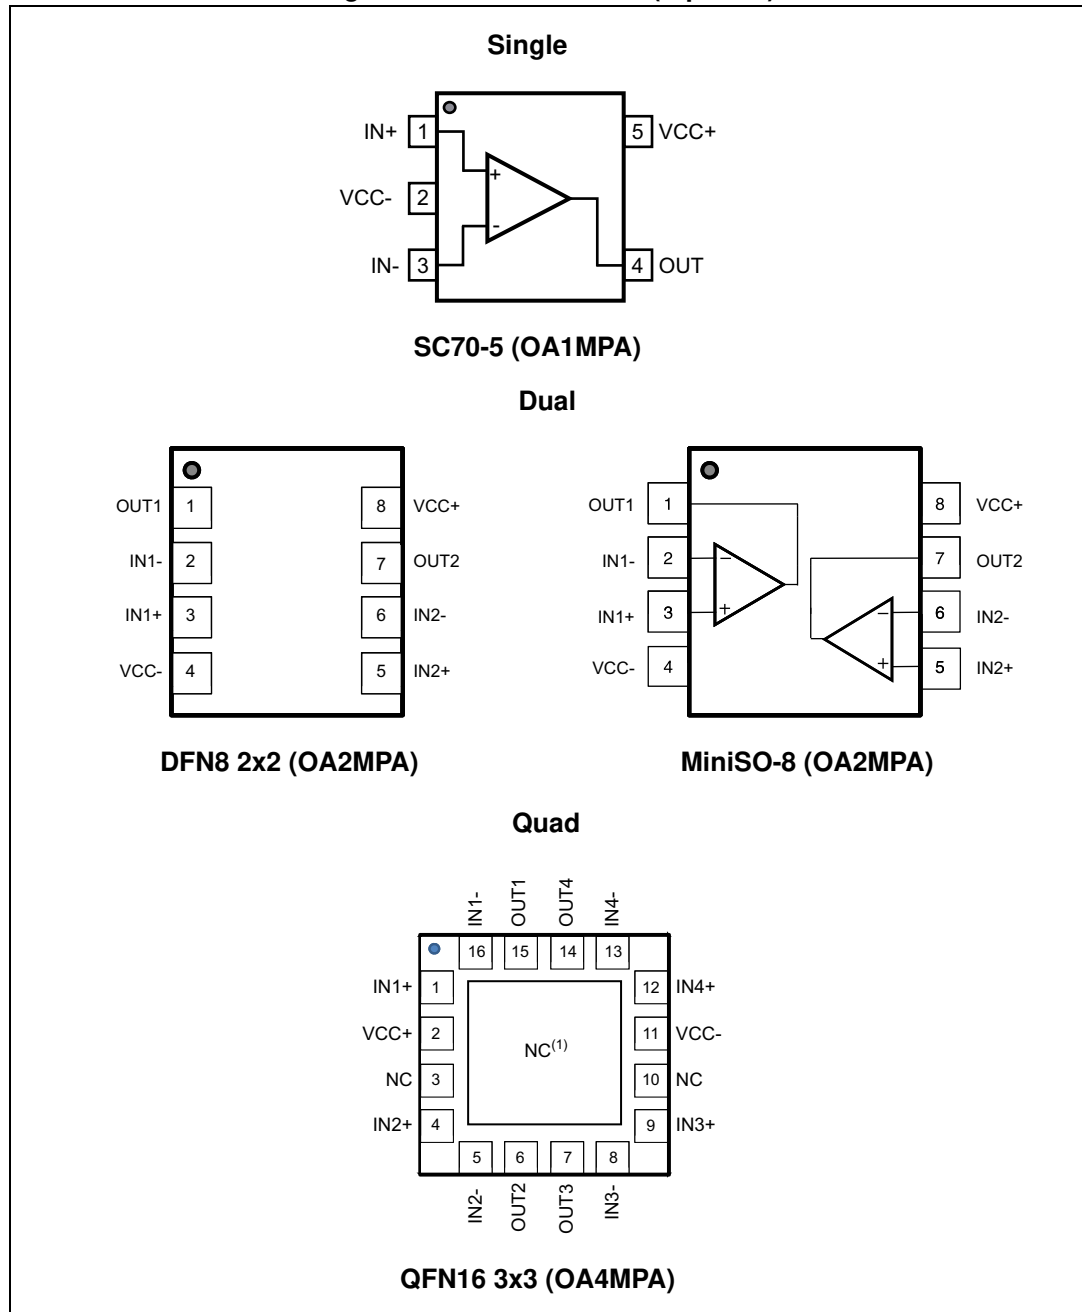 Single
IN+ 1 5 VCC+
+
VCC- 2
-
IN- 3 4 OUT
SC70-5 (OA1MPA)
Dual
OUT1 1 8 VCC+
IN1- 2 7 OUT2
IN1+ 3 6 IN2-
VCC- 4 5 IN2+
DFN8 2x2 (OA2MPA)
OUT1 1 8 VCC+
IN1- 2 − 7 OUT2
IN1+ 3 + − 6 IN2-
VCC- 4 + 5 IN2+
MiniSO-8 (OA2MPA)
Quad
IN1- OUT1 OUT4 IN4-
16 15 14 13
IN1+ 1 12 IN4+
VCC+ 2 11 VCC-
NC(1)
NC 3 10 NC
IN2+ 4 9 IN3+
5 6 7 8
IN2- OUT2 OUT3 IN3-
QFN16 3x3 (OA4MPA)